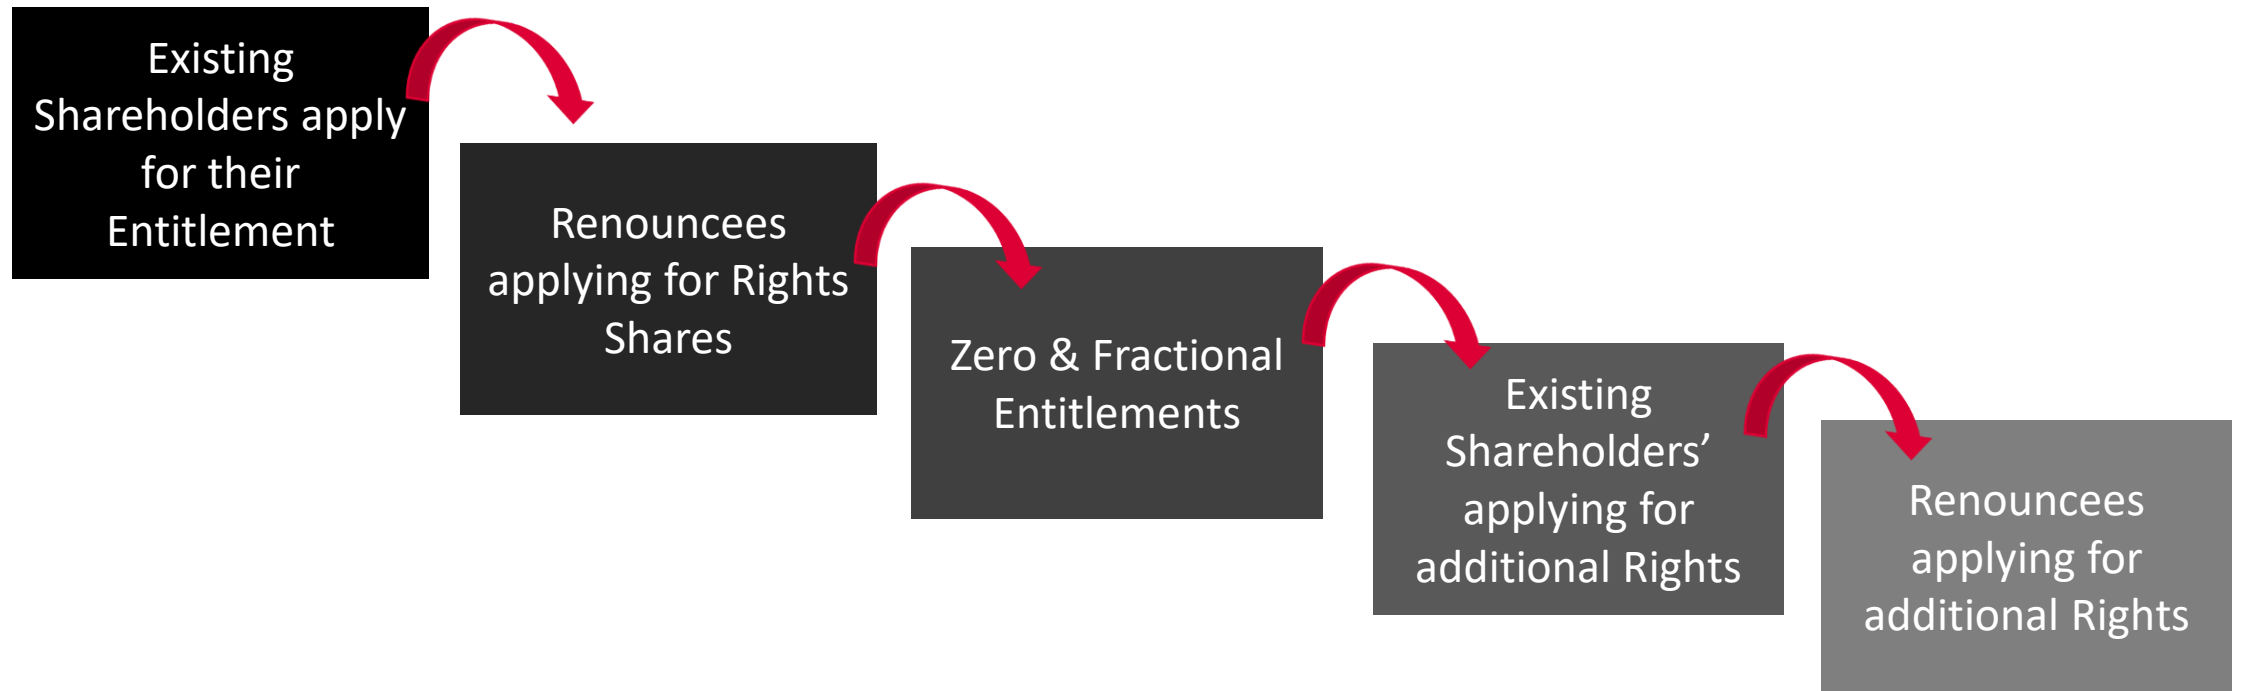 Existing
Shareholders apply
for their
Entitlement
Renouncees
applying for Rights
Shares
Zero & Fractional
Entitlements
Existing
Shareholders’
applying for
additional Rights
Renouncees
applying for
additional Rights